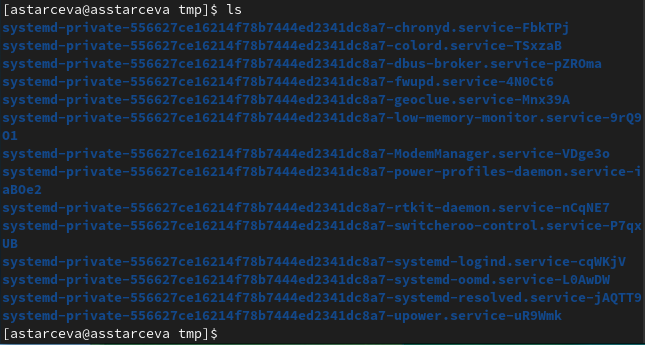 [astarceva@asstarceva tmp]$ ls
systemd-private-556627ce16214f78b7444ed2341dc8a7-chronyd.service-FbkTPj
systemd-private-556627ce16214f78b7444ed2341dc8a7-colord.service-TSxzaB
systemd-private-556627ce16214f78b7444ed2341dc8a7-dbus-broker.service-pZROma
systemd-private-556627ce16214f78b7444ed2341dc8a7-fwupd.service-4N0Ct6
systemd-private-556627ce16214f78b7444ed2341dc8a7-geoclue.service-Mnx39A
systemd-private-556627ce16214f78b7444ed2341dc8a7-low-memory-monitor.service-9rQ9
O1
systemd-private-556627ce16214f78b7444ed2341dc8a7-ModemManager.service-VDge3o
systemd-private-556627ce16214f78b7444ed2341dc8a7-power-profiles-daemon.service-i
aBOe2
systemd-private-556627ce16214f78b7444ed2341dc8a7-rtkit-daemon.service-nCqNE7
systemd-private-556627ce16214f78b7444ed2341dc8a7-switcheroo-control.service-P7qx
UB
systemd-private-556627ce16214f78b7444ed2341dc8a7-systemd-logind.service-cqWKjV
systemd-private-556627ce16214f78b7444ed2341dc8a7-systemd-oomd.service-L0AwDW
systemd-private-556627ce16214f78b7444ed2341dc8a7-systemd-resolved.service-jAQTT9
systemd-private-556627ce16214f78b7444ed2341dc8a7-upower.service-uR9Wmk
[astarceva@asstarceva tmp]$